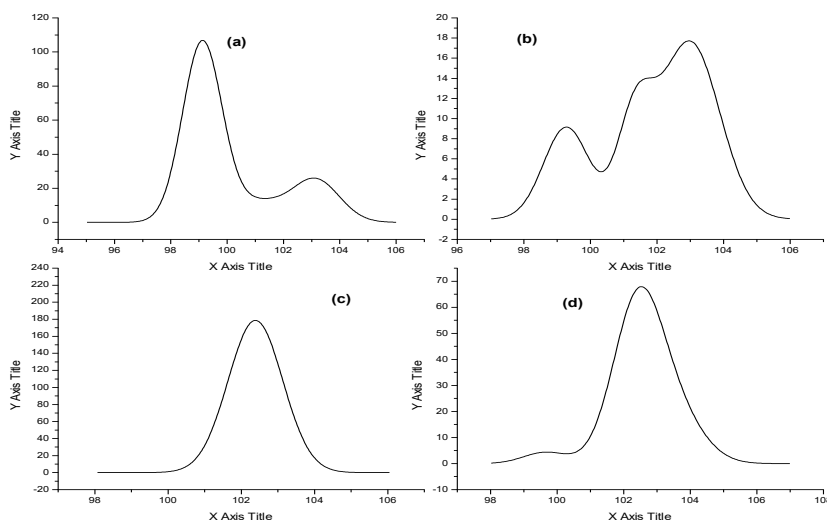 120
100
80
60
40
20
0
Y Axis Title
(a)
94 96 98 100 102 104 106
X Axis Title
20
18
16
14
12
10
8
6
4
2
0
-2
Y Axis Title
(b)
96 98 100 102 104 106
X Axis Title
240
220
200
180
160
140
120
100
80
60
40
20
0
-20
Y Axis Title
(c)
98 100 102 104 106
X Axis Title
70
60
50
40
30
20
10
0
-10
Y Axis Title
(d)
98 100 102 104 106 108
X Axis Title